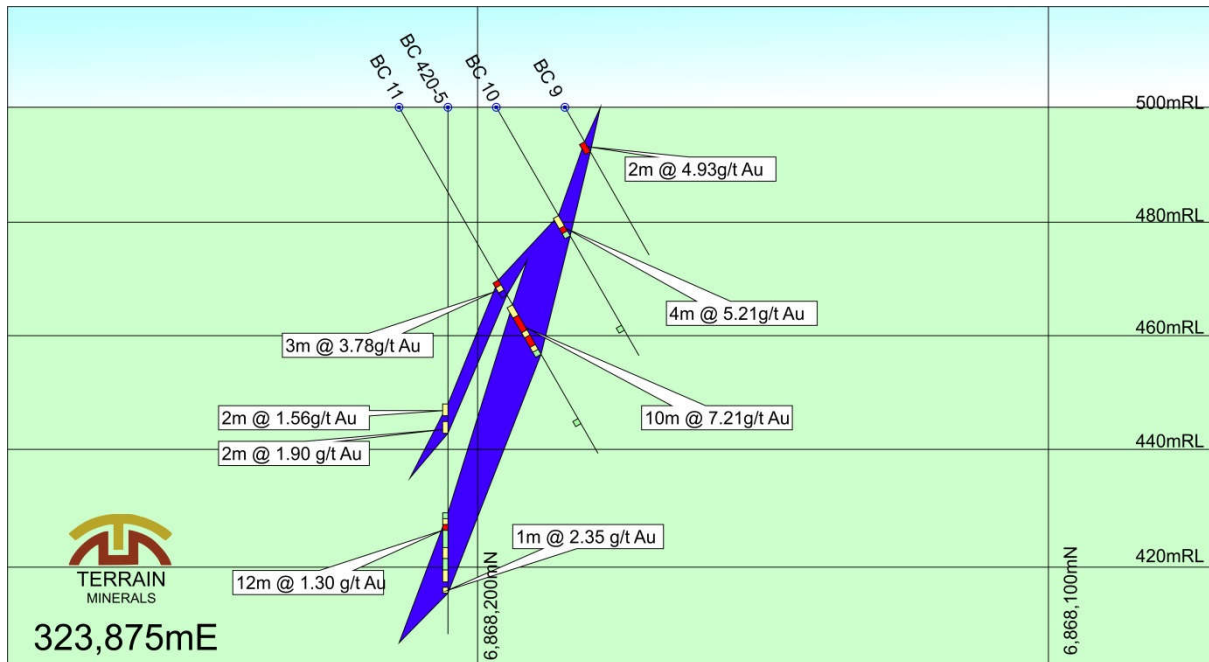 BC 11
BC 420-5
BC 10
BC 9
500mRL
2m @ 4.93g/t Au
480mRL
4m @ 5.21g/t Au
3m @ 3.78g/t Au
460mRL
10m @ 7.21g/t Au
2m @ 1.56g/t Au
2m @ 1.90 g/t Au
440mRL
1m @ 2.35 g/t Au
12m @ 1.30 g/t Au
420mRL
6,868,200mN
6,868,100mN
TERRAIN
MINERALS
323,875mE